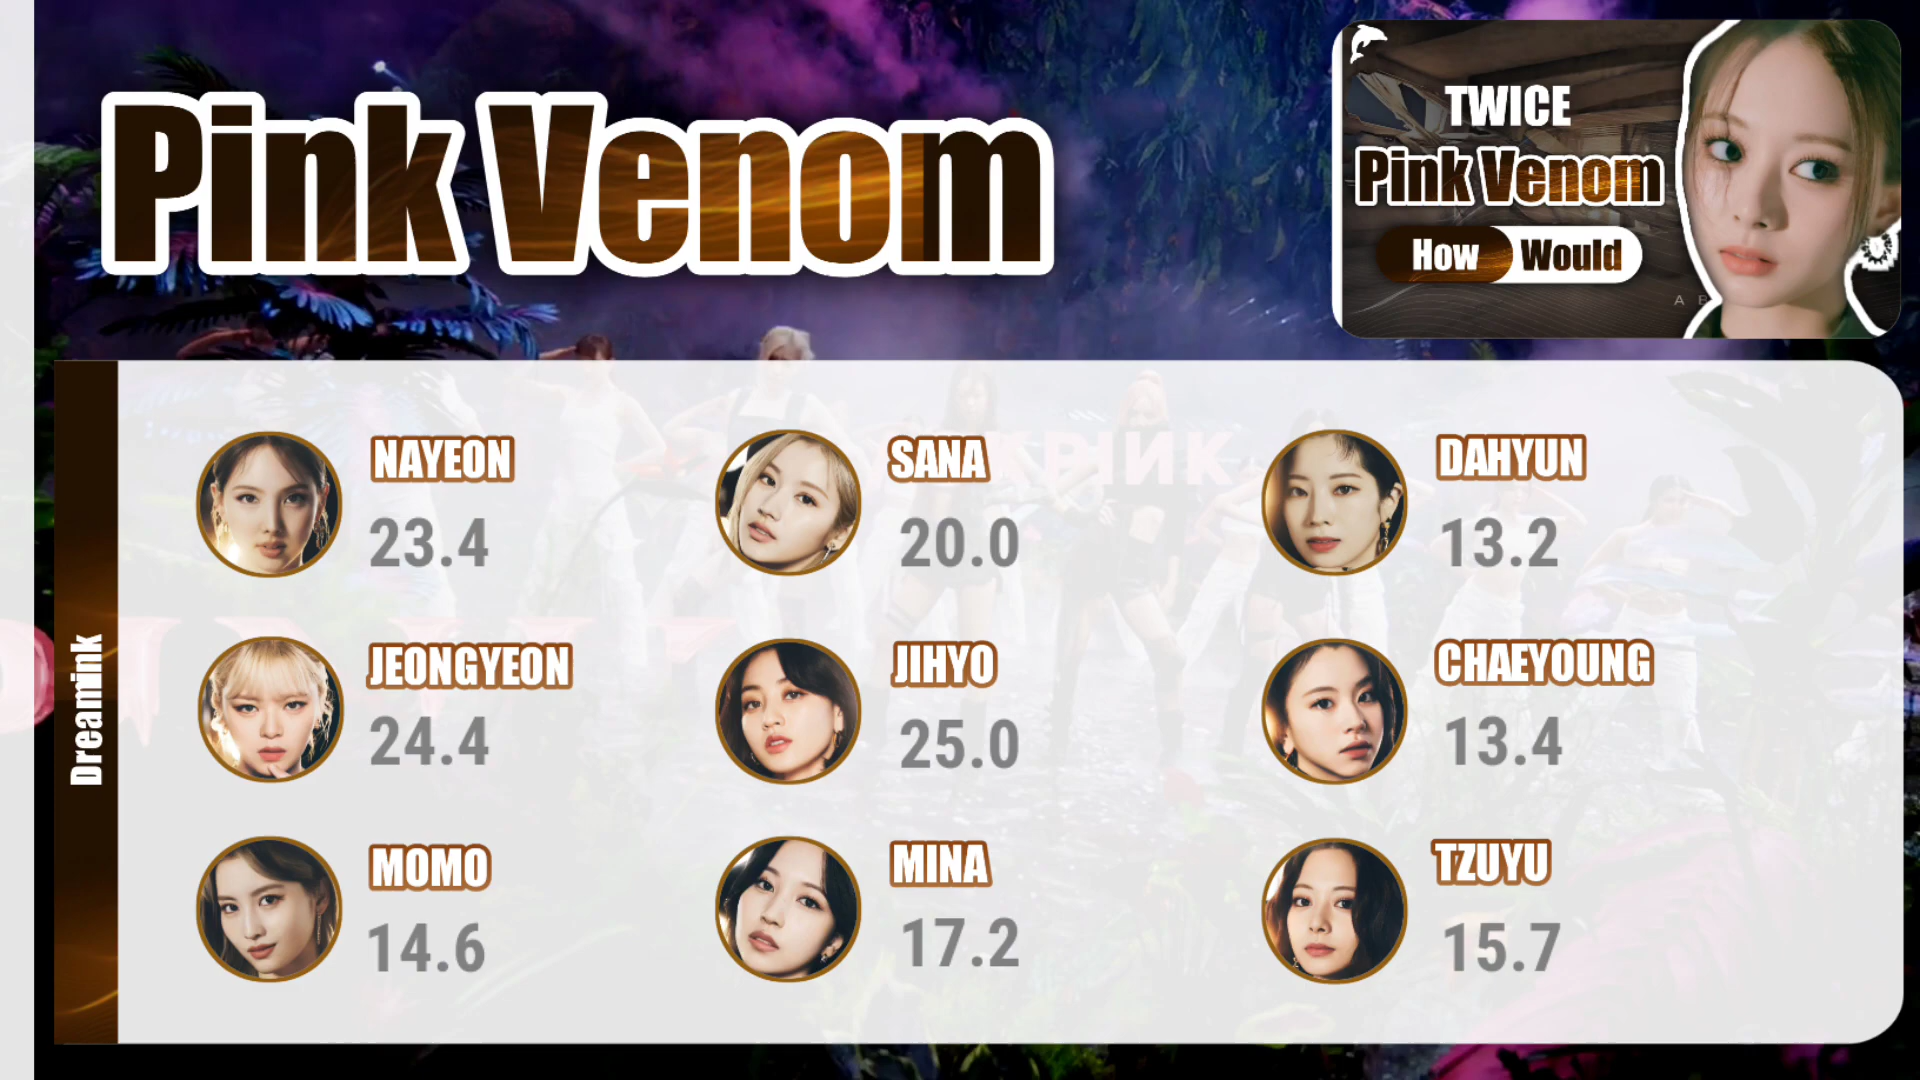 Pink Venom
TWICE
Pink Venom
How Would
A B
Dreamink
NAYEON
23.4
SANA
20.0
DAHYUN
13.2
JEONGYEON
24.4
JIHYO
25.0
CHAEYOUNG
13.4
MOMO
14.6
MINA
17.2
TZUYU
15.7